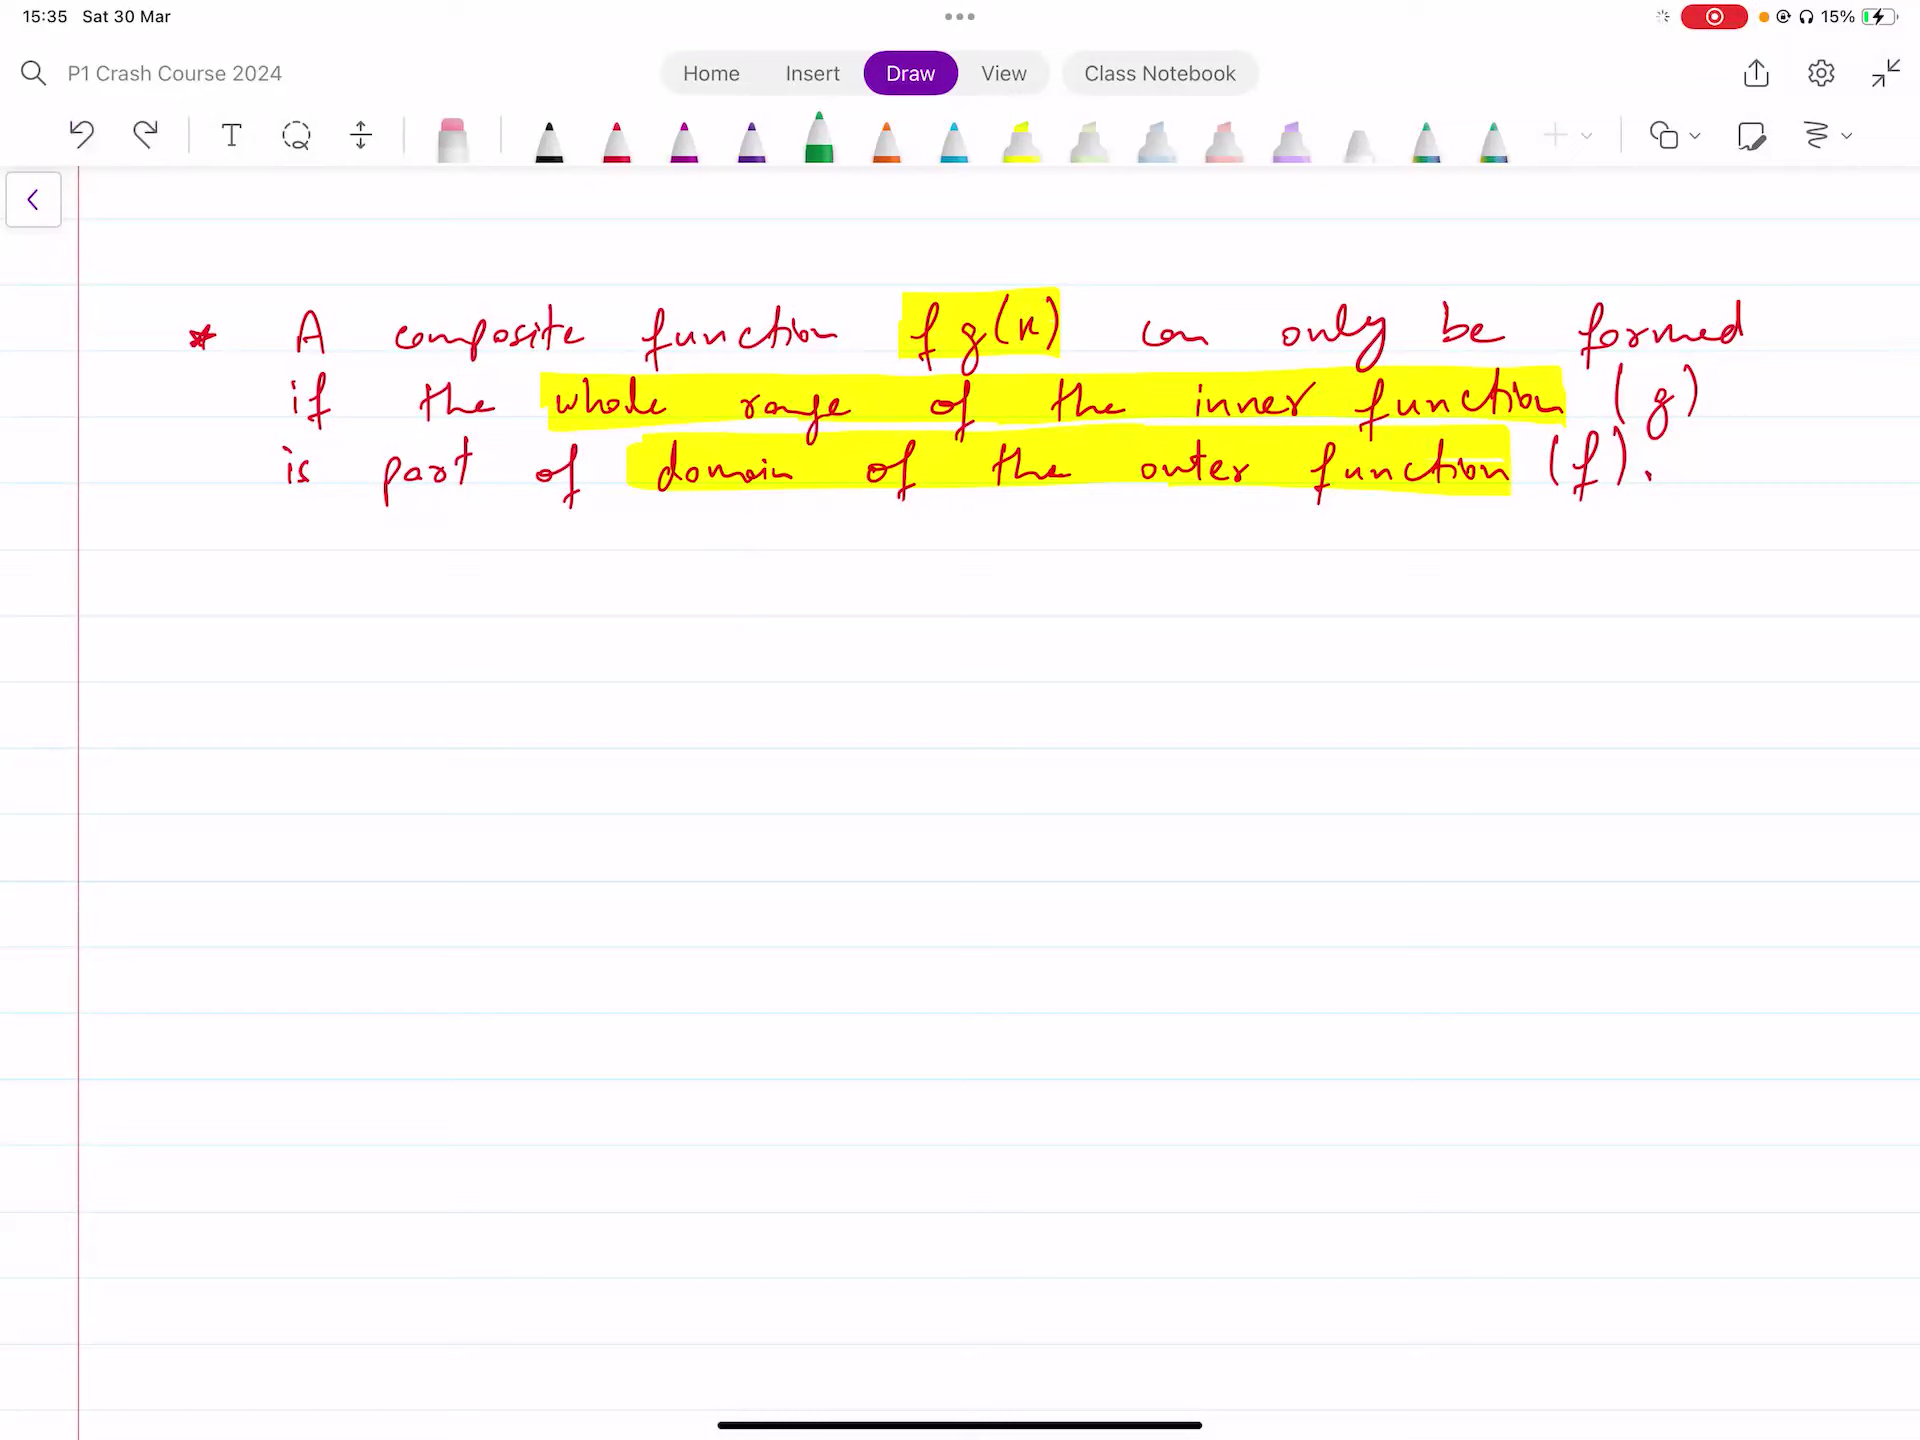 15:35 Sat 30 Mar 15%
P1 Crash Course 2024 Home Insert Draw View Class Notebook
T
* A composite function fg(x) can only be formed
if the whole range of the inner function (g)
is part of domain of the outer function (f).